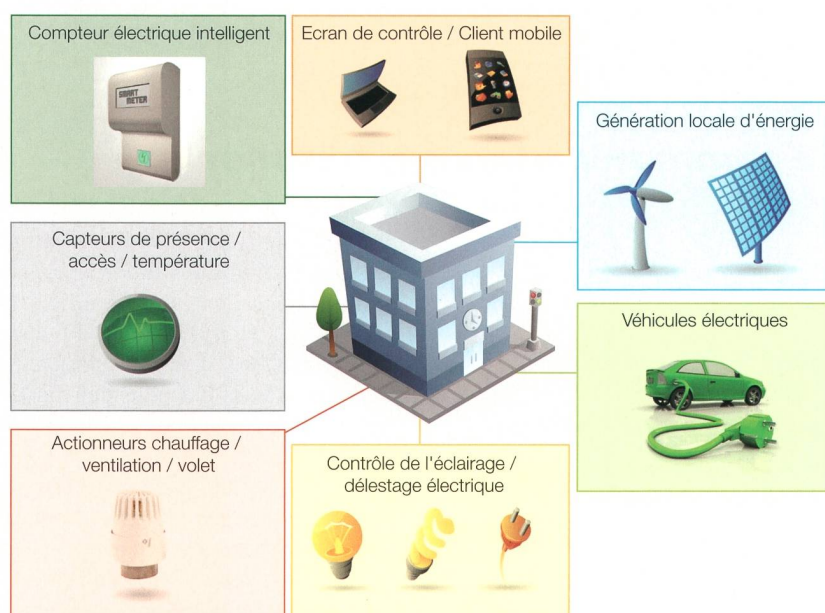 Compteur électrique intelligent
SMART
METER
Ecran de contrôle / Client mobile
Génération locale d'énergie
Capteurs de présence /
accès / température
Véhicules électriques
Actionneurs chauffage /
ventilation / volet
Contrôle de l'éclairage /
délestage électrique